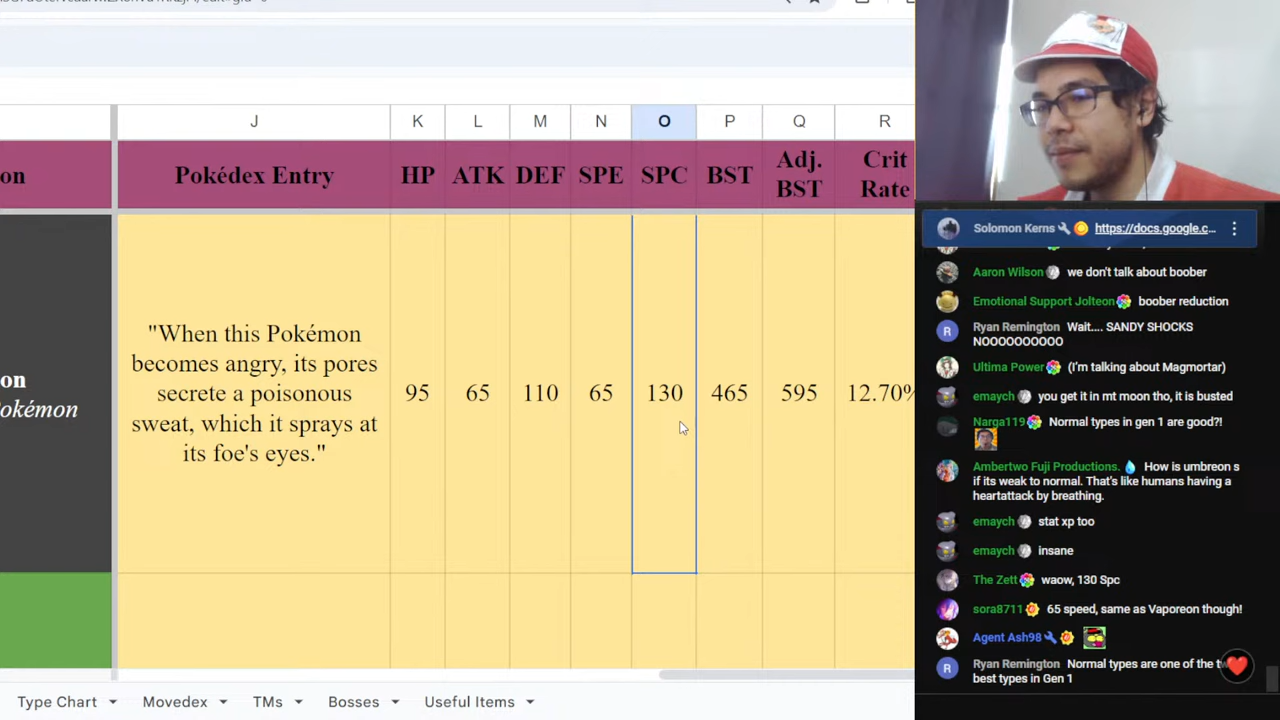 J K L M N O P Q R
on Pokédex Entry HP ATK DEF SPE SPC BST Adj. BST Crit Rate
"When this Pokémon
becomes angry, its pores
secrete a poisonous
sweat, which it sprays at
its foe's eyes."
on
okémon
95 65 110 65 130 465 595 12.70%
Type Chart Movedex TMs Bosses Useful Items
Solomon Kerns https://docs.google.c...
Aaron Wilson we don't talk about boober
Emotional Support Jolteon boober reduction
Ryan Remington Wait.... SANDY SHOCKS
NOOOOOOOOO
Ultima Power (I'm talking about Magmortar)
emaych you get it in mt moon tho, it is busted
Narga119 Normal types in gen 1 are good?!
Ambertwo Fuji Productions. How is umbreon s
if its weak to normal. That's like humans having a
heartattack by breathing.
emaych stat xp too
emaych insane
The Zett waow, 130 Spc
sora8711 65 speed, same as Vaporeon though!
Agent Ash98
Ryan Remington Normal types are one of the tw
best types in Gen 1